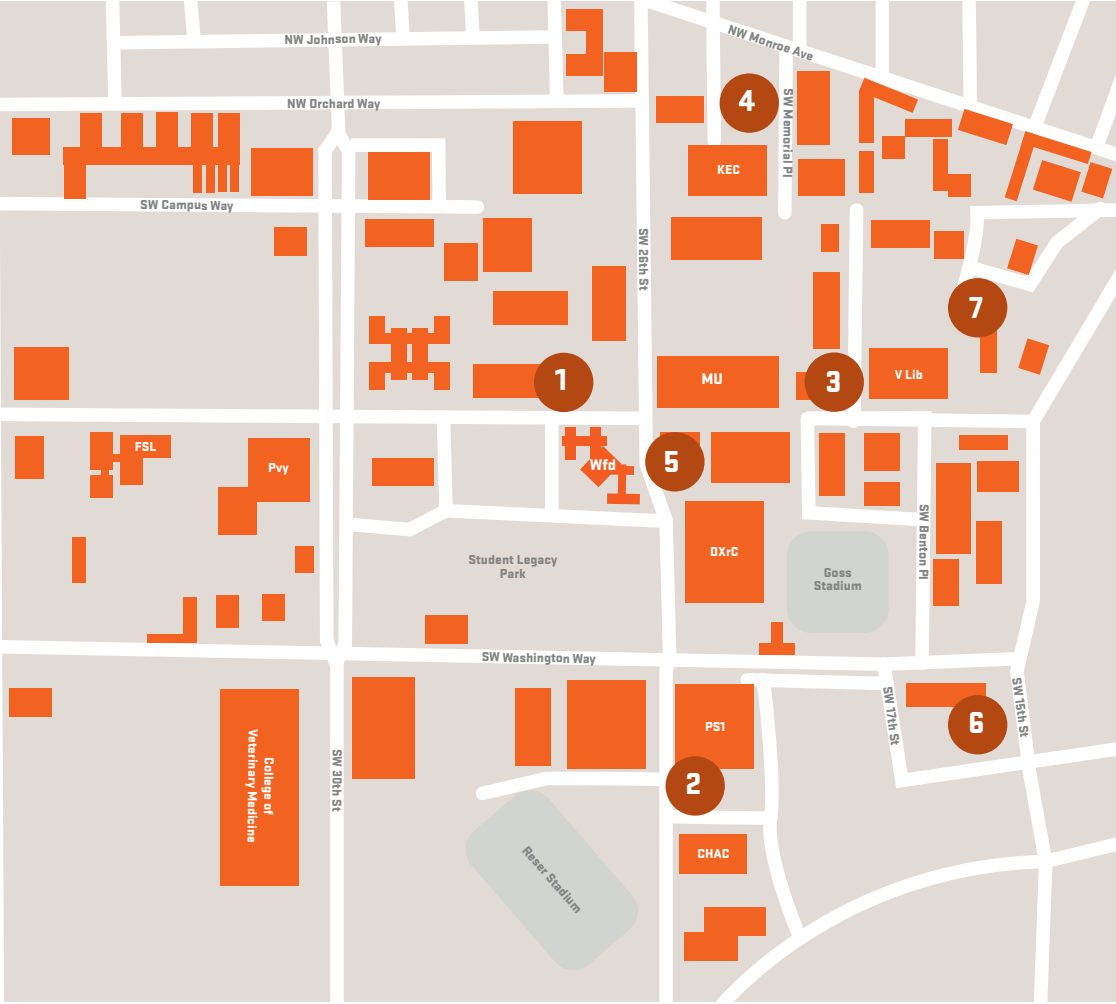 NW Johnson Way
NW Monroe Ave
NW Orchard Way
4
SW Memorial Pl
KEC
SW Campus Way
SW 26th St
7
1
MU
3
V Lib
FSL
Pvy
Wfd
5
Student Legacy
Park
DXrC
Goss
Stadium
SW Benton Pl
SW Washington Way
College of
Veterinary Medicine
SW 30th St
PS1
SW 17th St
6
SW 15th St
2
CHAC
Reser Stadium